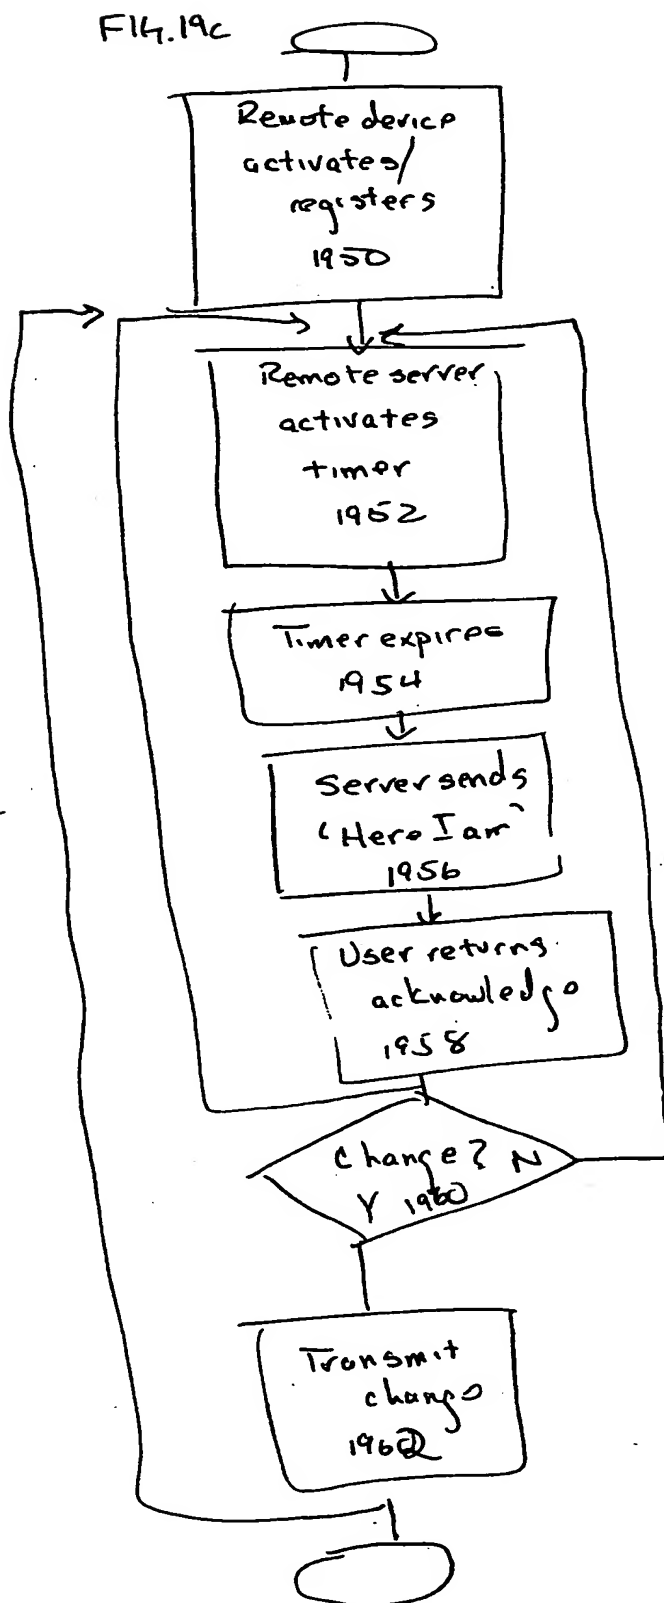 FIG. 19c
Remote device
activates/
registers
1950
Remote server
activates
timer
1952
Timer expires
1954
Server sends
'Here I am'
1956
User returns
acknowledge
1958
Change? N
Y 1960
Transmit
change
1962